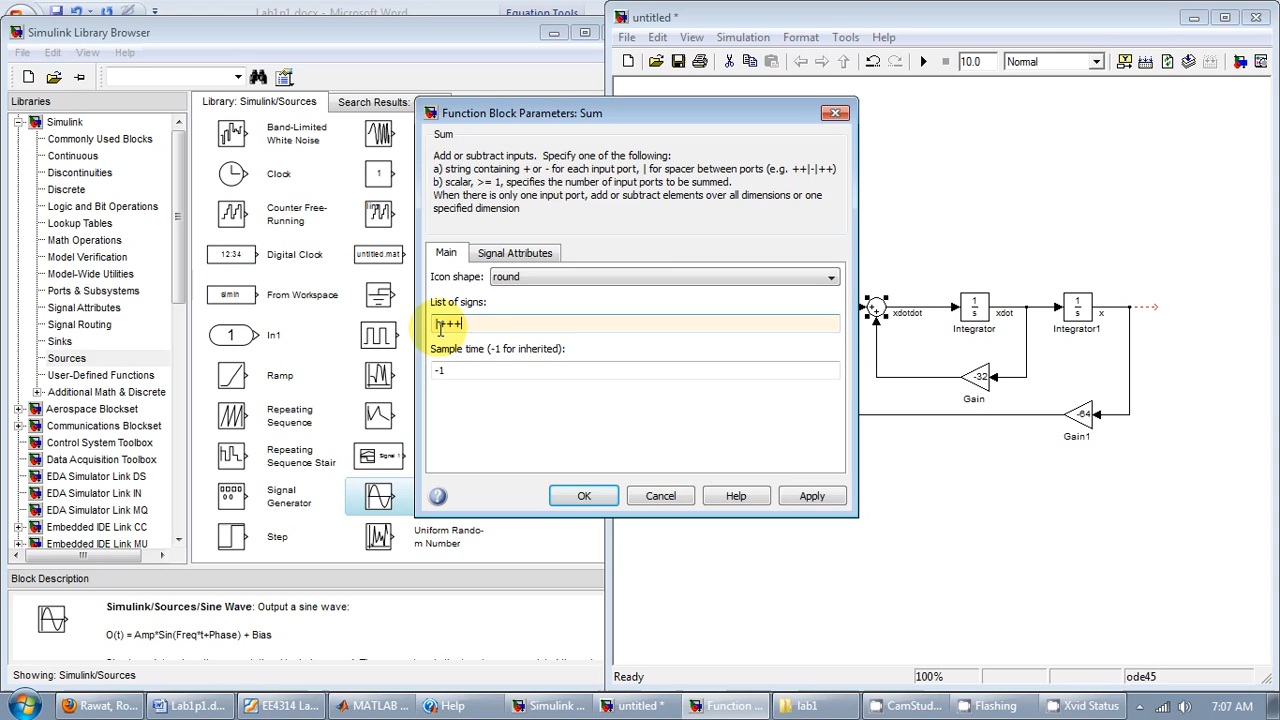 Lab1p1.docx - Microsoft Word
Equation Tools
Simulink Library Browser
File Edit View Help
Libraries
Library: Simulink/Sources
Search Results:
Simulink
Commonly Used Blocks
Continuous
Discontinuities
Discrete
Logic and Bit Operations
Lookup Tables
Math Operations
Model Verification
Model-Wide Utilities
Ports & Subsystems
Signal Attributes
Signal Routing
Sinks
Sources
User-Defined Functions
Additional Math & Discrete
Aerospace Blockset
Communications Blockset
Control System Toolbox
Data Acquisition Toolbox
EDA Simulator Link DS
EDA Simulator Link IN
EDA Simulator Link MQ
Embedded IDE Link CC
Embedded IDE Link MU
Band-Limited
White Noise
Clock
1
Counter Free-
Running
12:34
Digital Clock
untitled.mat
simin
From Workspace
1
In1
Ramp
Repeating
Sequence
Repeating
Sequence Stair
Signal 1
Signal
Generator
Step
Uniform Rando-
m Number
Block Description
Simulink/Sources/Sine Wave: Output a sine wave:
O(t) = Amp*Sin(Freq*t+Phase) + Bias
Showing: Simulink/Sources
Function Block Parameters: Sum
Sum
Add or subtract inputs. Specify one of the following:
a) string containing + or - for each input port, | for spacer between ports (e.g. ++|-|++)
b) scalar, >= 1, specifies the number of input ports to be summed.
When there is only one input port, add or subtract elements over all dimensions or one
specified dimension
Main
Signal Attributes
Icon shape: round
List of signs:
Sample time (-1 for inherited):
-1
OK Cancel Help Apply
untitled *
File Edit View Simulation Format Tools Help
10.0 Normal
xdotdot
1
s
Integrator
xdot
1
s
Integrator1
x
-32
Gain
-64
Gain1
Ready 100% ode45
Rawat, Ro... Lab1p1.d... EE4314 L... MATLAB ... Help Simulink ... untitled * Function ... lab1 CamStud... Flashing Xvid Status 7:07 AM